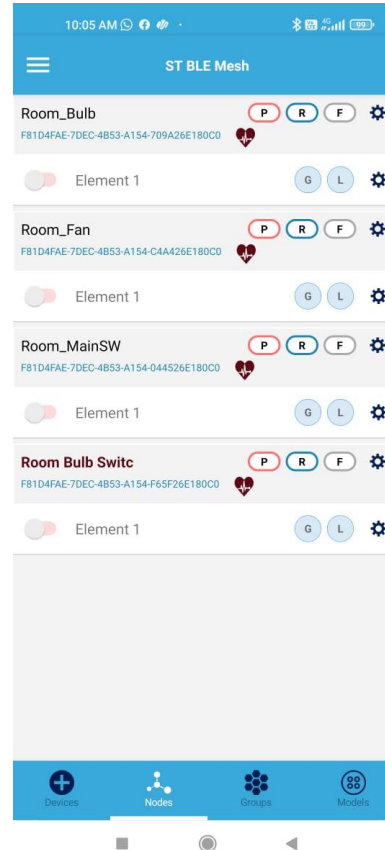 10:05 AM 4G 99
ST BLE Mesh
Room_Bulb P R F
F81D4FAE-7DEC-4B53-A154-709A26E180C0
Element 1 G L
Room_Fan P R F
F81D4FAE-7DEC-4B53-A154-C4A426E180C0
Element 1 G L
Room_MainSW P R F
F81D4FAE-7DEC-4B53-A154-044526E180C0
Element 1 G L
Room Bulb Switc P R F
F81D4FAE-7DEC-4B53-A154-F65F26E180C0
Element 1 G L
Devices Nodes Groups Models